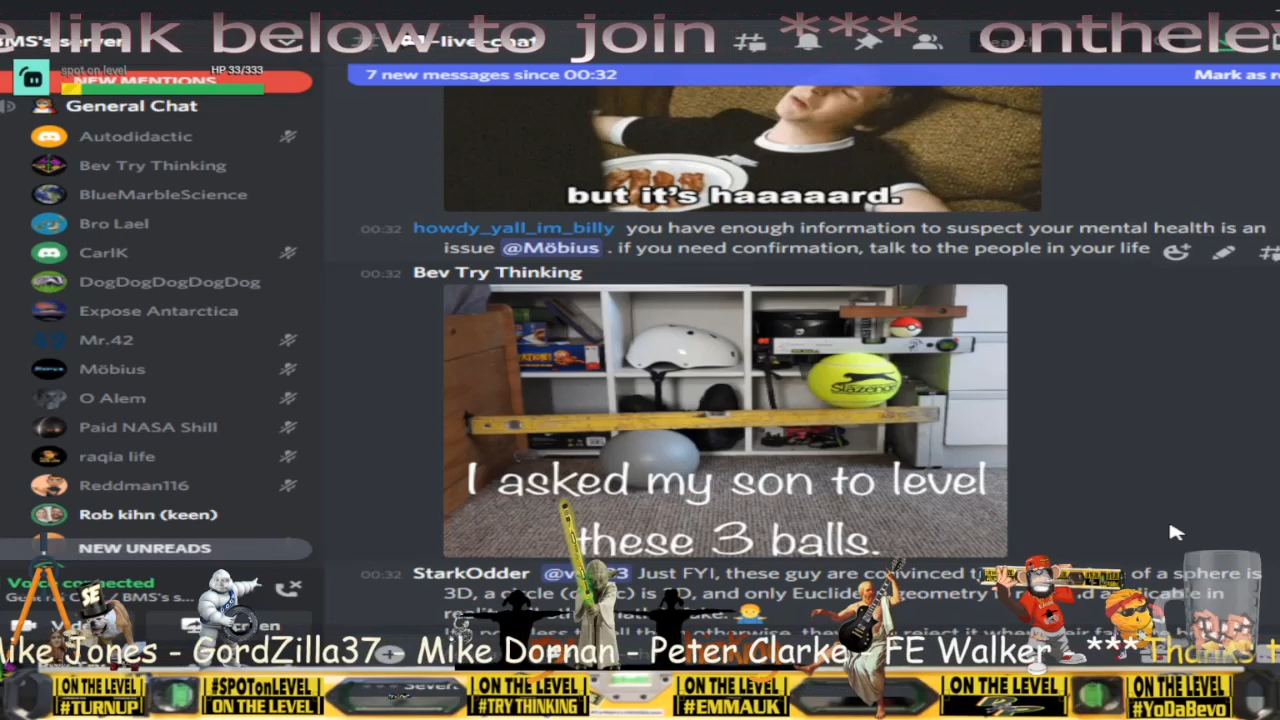 e link below to join *** onthele
BMS's server
-live-chat
spot on level HP 33/333
NEW MENTIONS
7 new messages since 00:32 Mark as re
General Chat
Autodidactic
Bev Try Thinking
BlueMarbleScience
Bro Lael
CarlK
DogDogDogDogDog
Expose Antarctica
Mr.42
Möbius
O Alem
Paid NASA Shill
raqia life
Reddman116
Rob kihn (keen)
NEW UNREADS
Voice connected
/ BMS's s...
but it's haaaaard.
00:32 howdy_yall_im_billy you have enough information to suspect your mental health is an
issue @Möbius . if you need confirmation, talk to the people in your life
00:32 Bev Try Thinking
Slazenger
I asked my son to level
these 3 balls.
00:32 StarkOdder Just FYI, these guy are convinced of a sphere is
3D, a and only Euclide geometry in
SE
Mike Jones - GordZilla37 - Mike Dornan - Peter Clarke FE Walker - *** Thanks t
ON THE LEVEL
#TURNUP
#SPOTonLEVEL
ON THE LEVEL
ON THE LEVEL
#TRY THINKING
ON THE LEVEL
#EMMAUK
ON THE LEVEL
ON THE LEVEL
#YoDaBevo